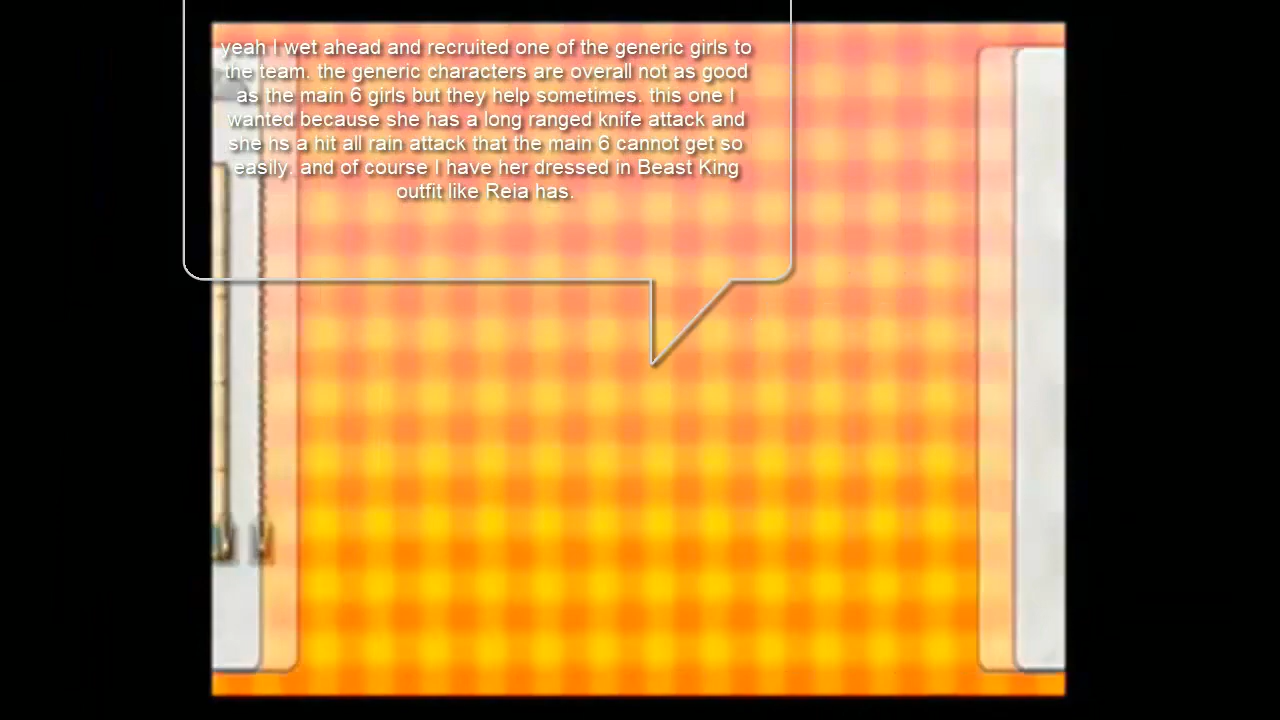 yeah I wet ahead and recruited one of the generic girls to
the team. the generic characters are overall not as good
as the main 6 girls but they help sometimes. this one I
wanted because she has a long ranged knife attack and
she hs a hit all rain attack that the main 6 cannot get so
easily. and of course I have her dressed in Beast King
outfit like Reia has.